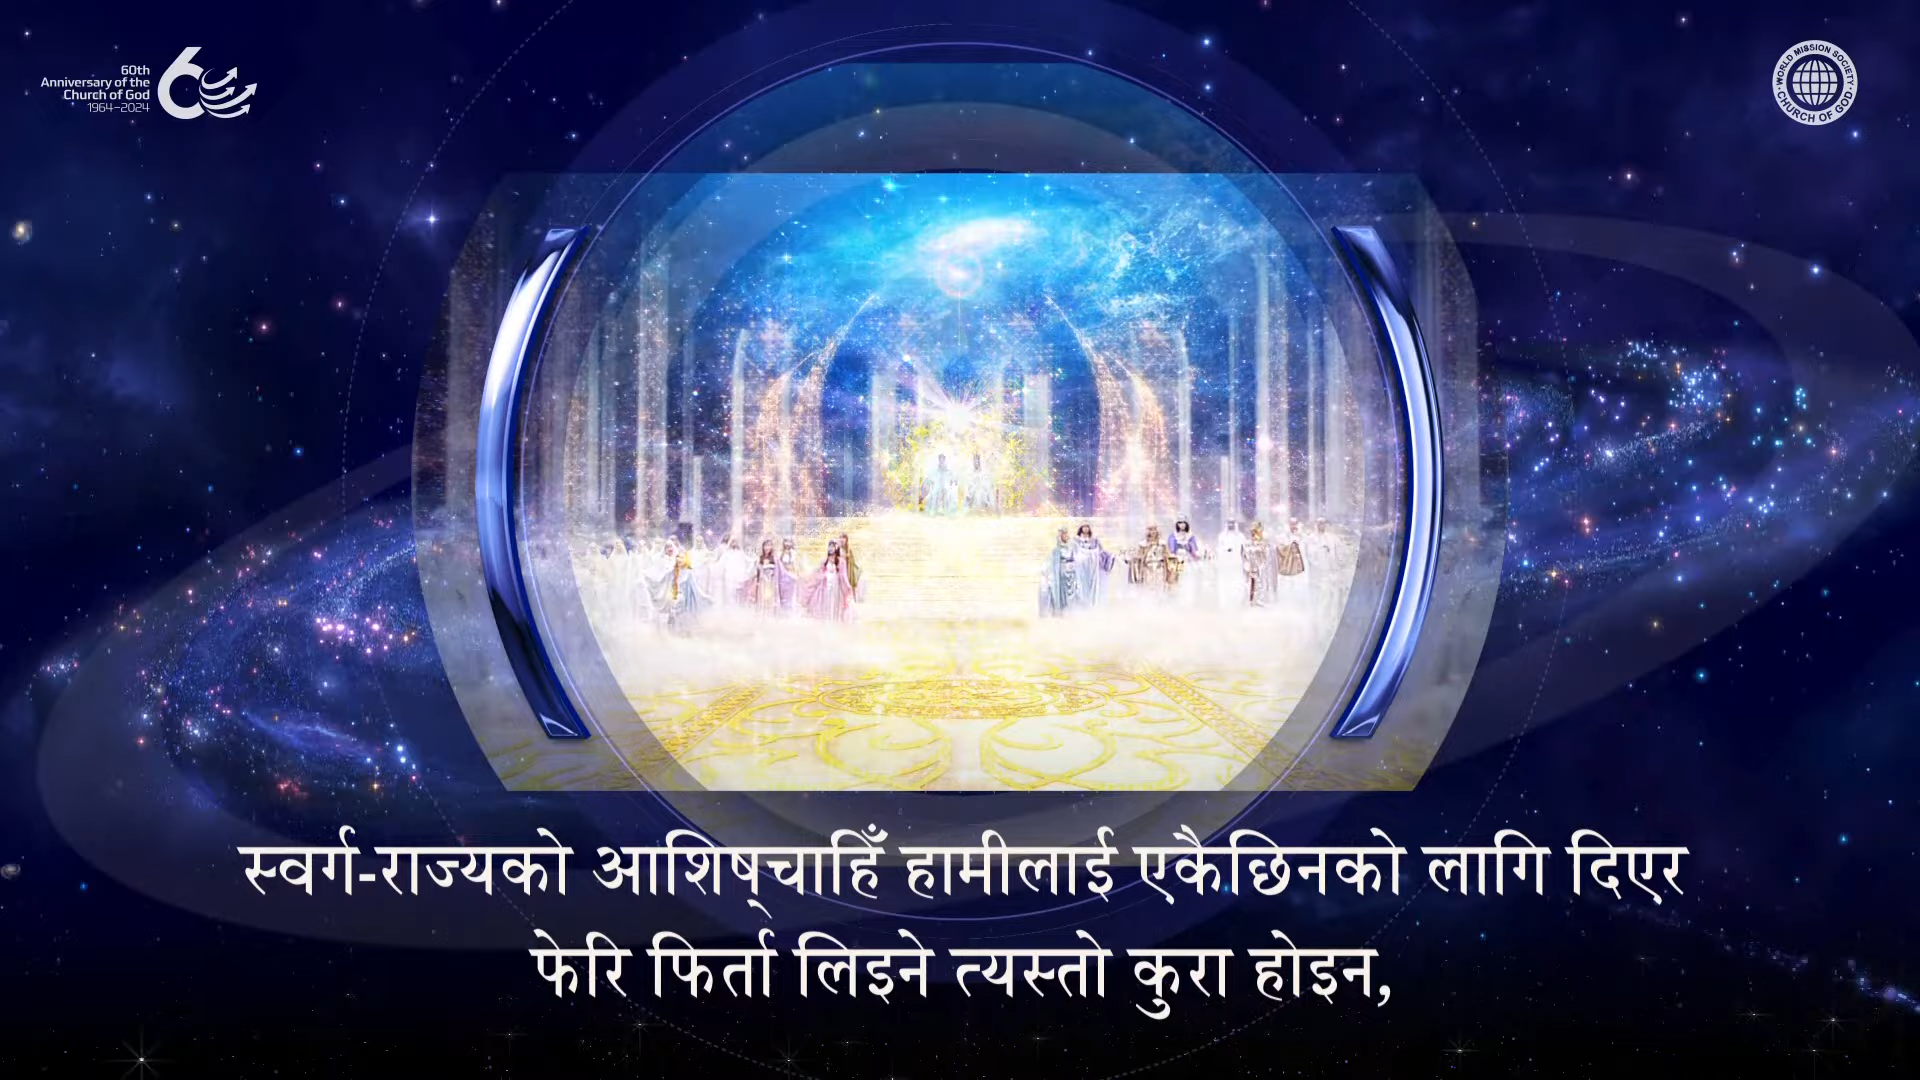 60th
Anniversary of the
Church of God
1964–2024
60
WORLD MISSION SOCIETY
CHURCH OF GOD
स्वर्ग-राज्यको आशिष्‌चाहिँ हामीलाई एकैछिनको लागि दिएर
फेरि फिर्ता लिइने त्यस्तो कुरा होइन,